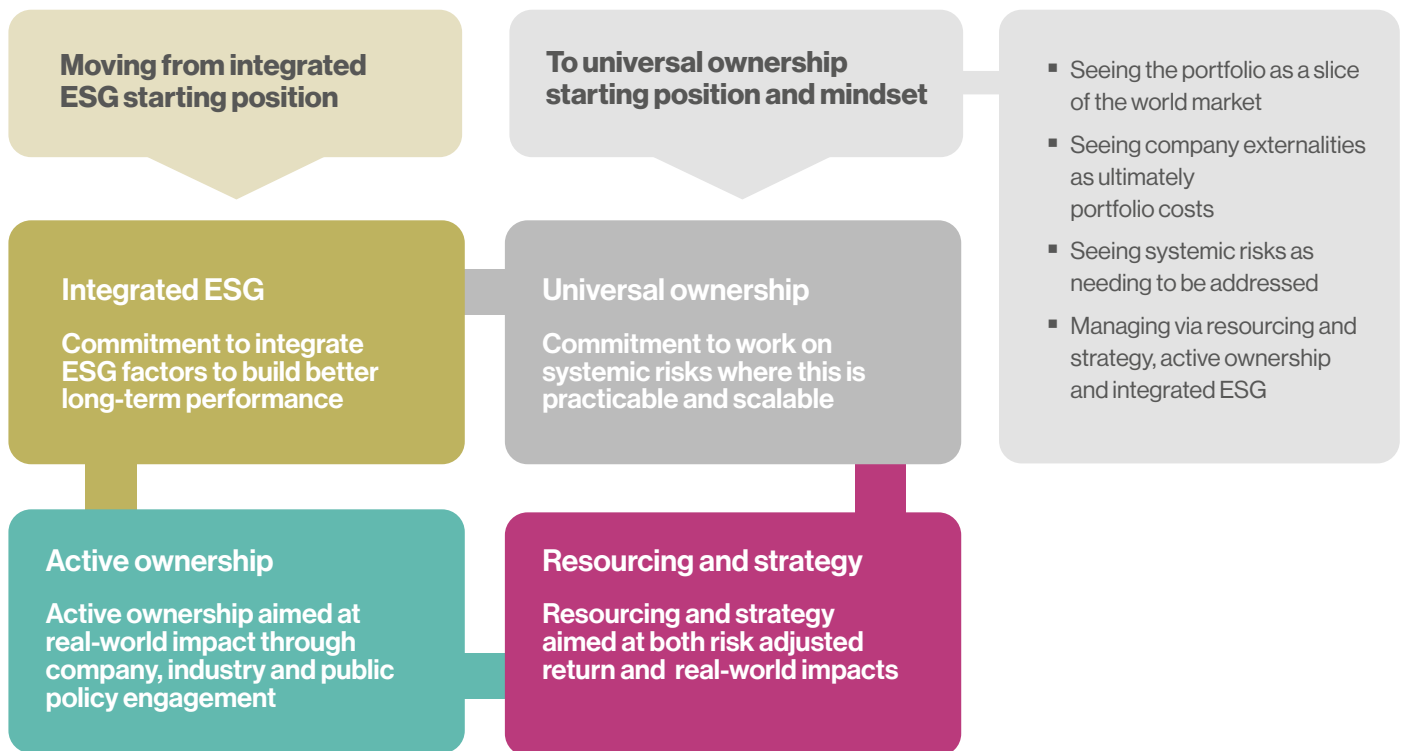 Moving from integrated
ESG starting position
To universal ownership
starting position and mindset
▪ Seeing the portfolio as a slice
of the world market
▪ Seeing company externalities
as ultimately
portfolio costs
▪ Seeing systemic risks as
needing to be addressed
▪ Managing via resourcing and
strategy, active ownership
and integrated ESG
Integrated ESG
Commitment to integrate
ESG factors to build better
long-term performance
Universal ownership
Commitment to work on
systemic risks where this is
practicable and scalable
Active ownership
Active ownership aimed at
real-world impact through
company, industry and public
policy engagement
Resourcing and strategy
Resourcing and strategy
aimed at both risk adjusted
return and real-world impacts